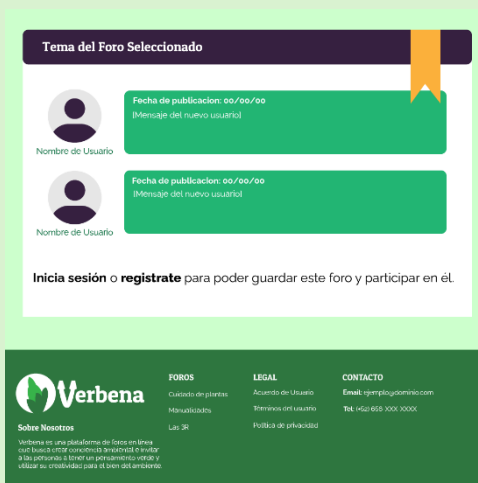 Tema del Foro Seleccionado
Fecha de publicacion: 00/00/00
[Mensaje del nuevo usuario]
Nombre de Usuario
Fecha de publicacion: 00/00/00
[Mensaje del nuevo usuario]
Nombre de Usuario
Inicia sesión o registrate para poder guardar este foro y participar en él.
Verbena
Sobre Nosotros
Verbena es una plataforma de foros en línea
que busca crear conciencia ambiental e invitar
a las personas a tener un pensamiento verde y
utilizar su creatividad para el bien del ambiente.
FOROS
Cuidado de plantas
Manualidades
Las 3R
LEGAL
Acuerdo de Usuario
Términos del usuario
Política de privacidad
CONTACTO
Email: ejemplo@dominio.com
Tel: (+52) 658 XXX XXXX